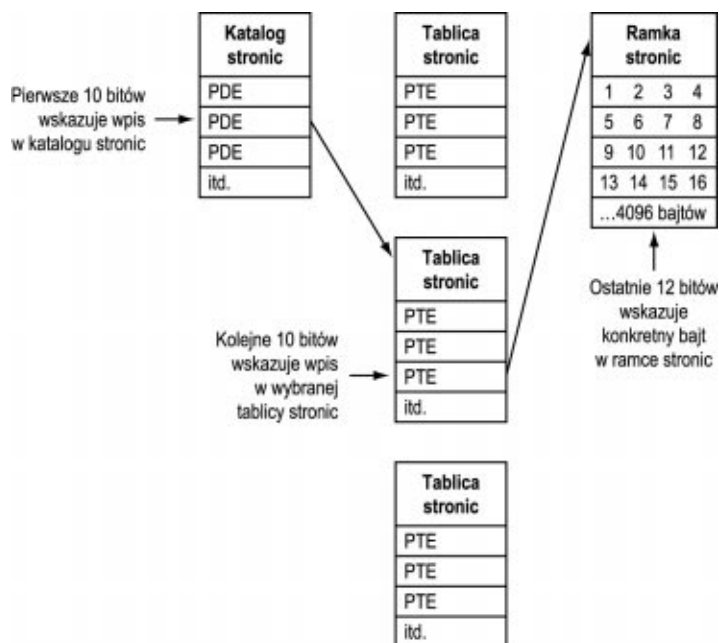 Katalog
stronic
PDE
PDE
PDE
itd.
Pierwsze 10 bitów
wskazuje wpis
w katalogu stronic
Tablica
stronic
PTE
PTE
PTE
itd.
Ramka
stronic
1 2 3 4
5 6 7 8
9 10 11 12
13 14 15 16
...4096 bajtów
Ostatnie 12 bitów
wskazuje
konkretny bajt
w ramce stronic
Tablica
stronic
PTE
PTE
PTE
itd.
Kolejne 10 bitów
wskazuje wpis
w wybranej
tablicy stronic
Tablica
stronic
PTE
PTE
PTE
itd.